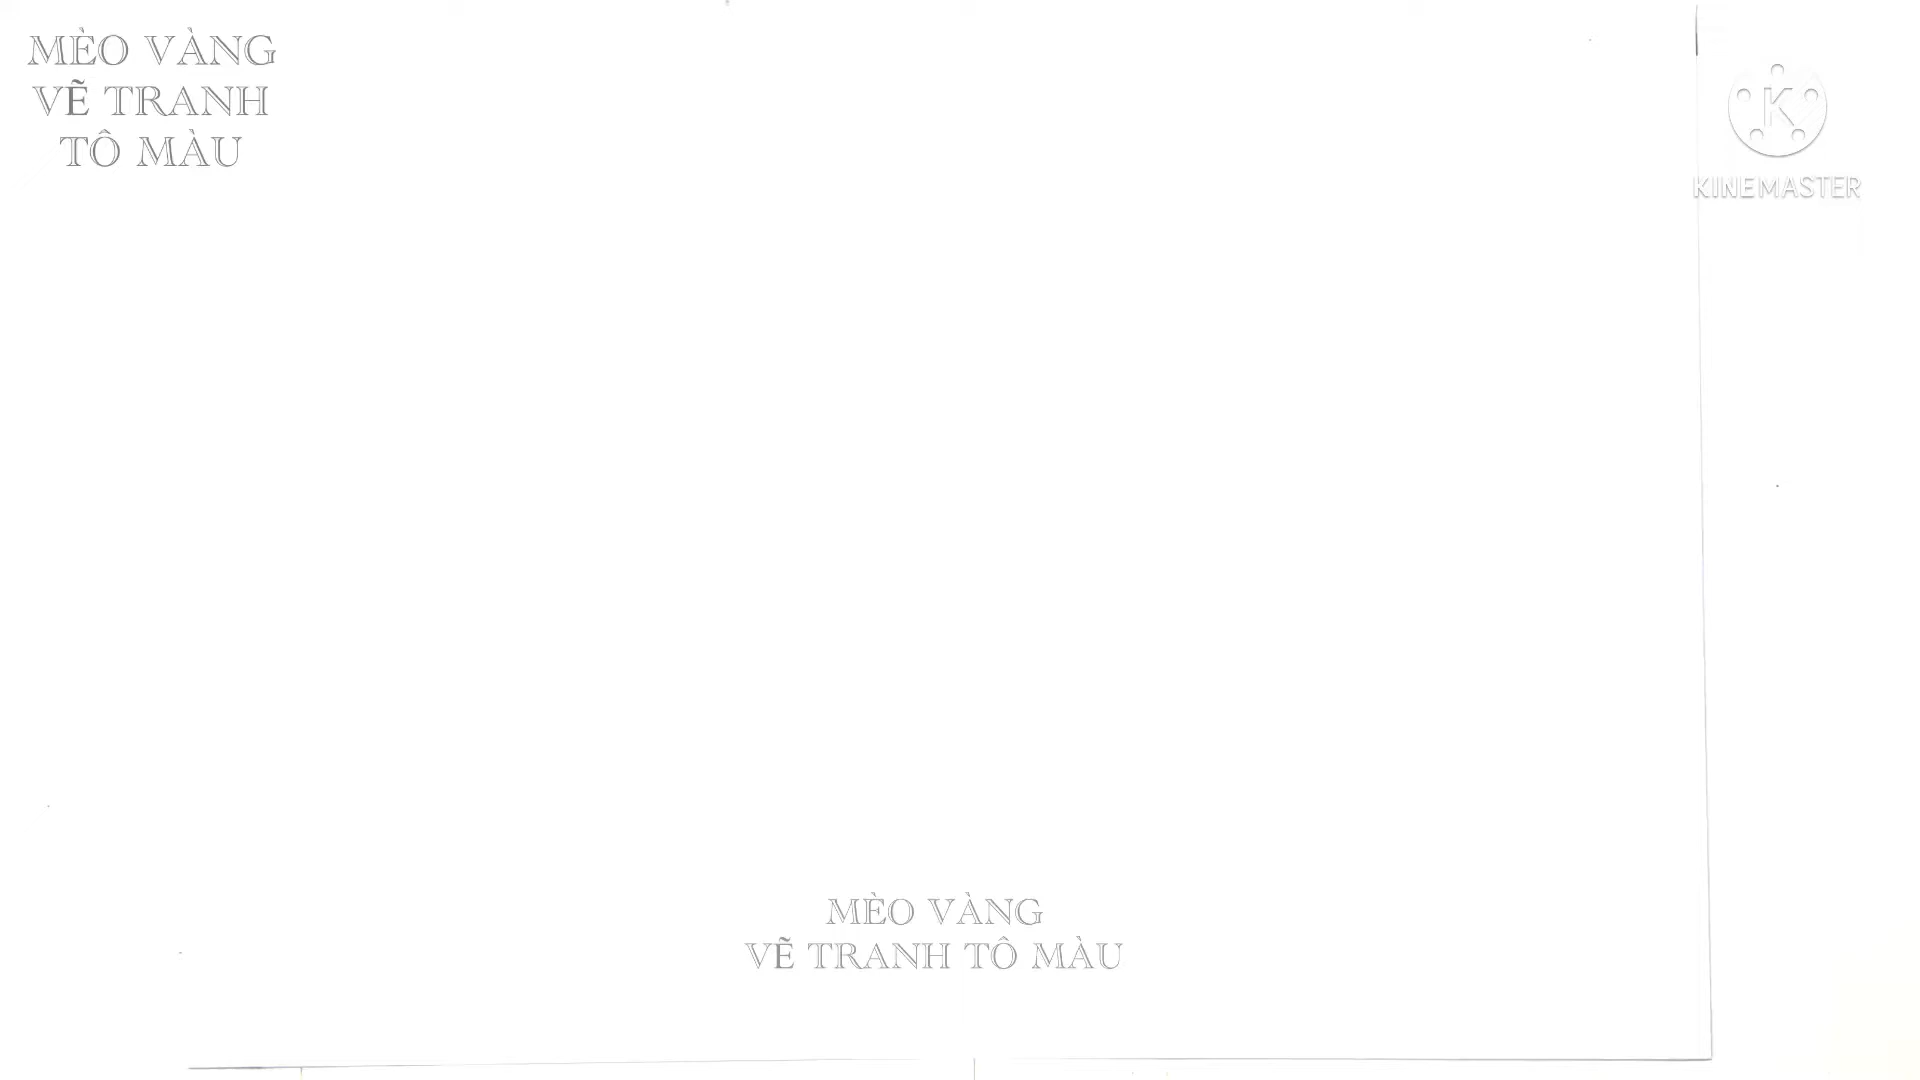 MÈO VÀNG
VẼ TRANH
TÔ MÀU
K
KINEMASTER
MÈO VÀNG
VẼ TRANH TÔ MÀU